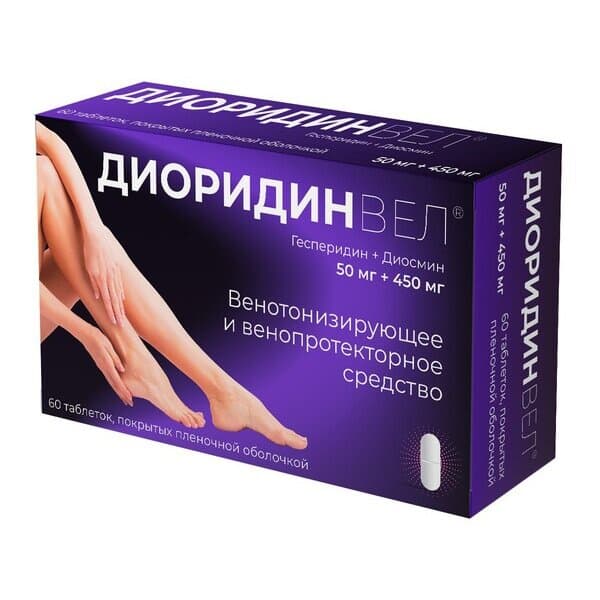 ДИОРИДИНВЕЛ®
Гесперидин + Диосмин
60 таблеток, покрытых пленочной оболочкой
50 мг + 450 мг
ДИОРИДИНВЕЛ®
Гесперидин + Диосмин
50 мг + 450 мг
Венотонизирующее
и венопротекторное
средство
60 таблеток, покрытых пленочной оболочкой
ДИОРИДИНВЕЛ®
50 мг + 450 мг
60 таблеток, покрытых
пленочной оболочкой